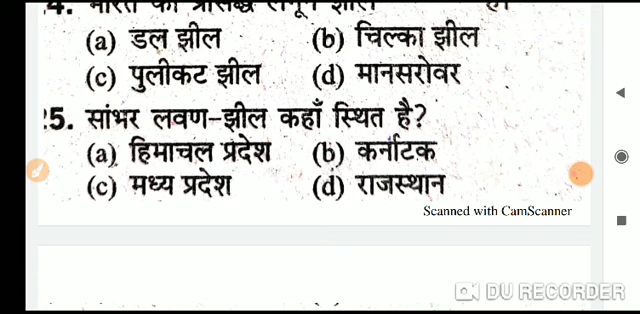 (a) डल झील (b) चिल्का झील
(c) पुलीकट झील (d) मानसरोवर
25. सांभर लवण-झील कहाँ स्थित है?
(a) हिमाचल प्रदेश (b) कर्नाटक
(c) मध्य प्रदेश (d) राजस्थान
Scanned with CamScanner
DU RECORDER